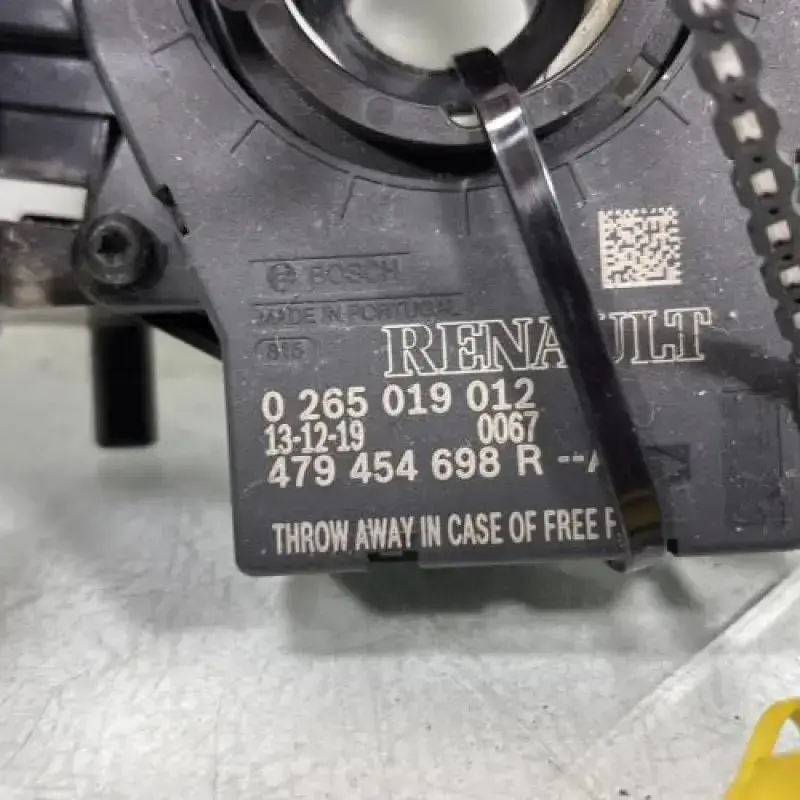 BOSCH
MADE IN PORTUGAL
815
RENAULT
0 265 019 012
13-12-19 0067
479 454 698 R --A
THROW AWAY IN CASE OF FREE F